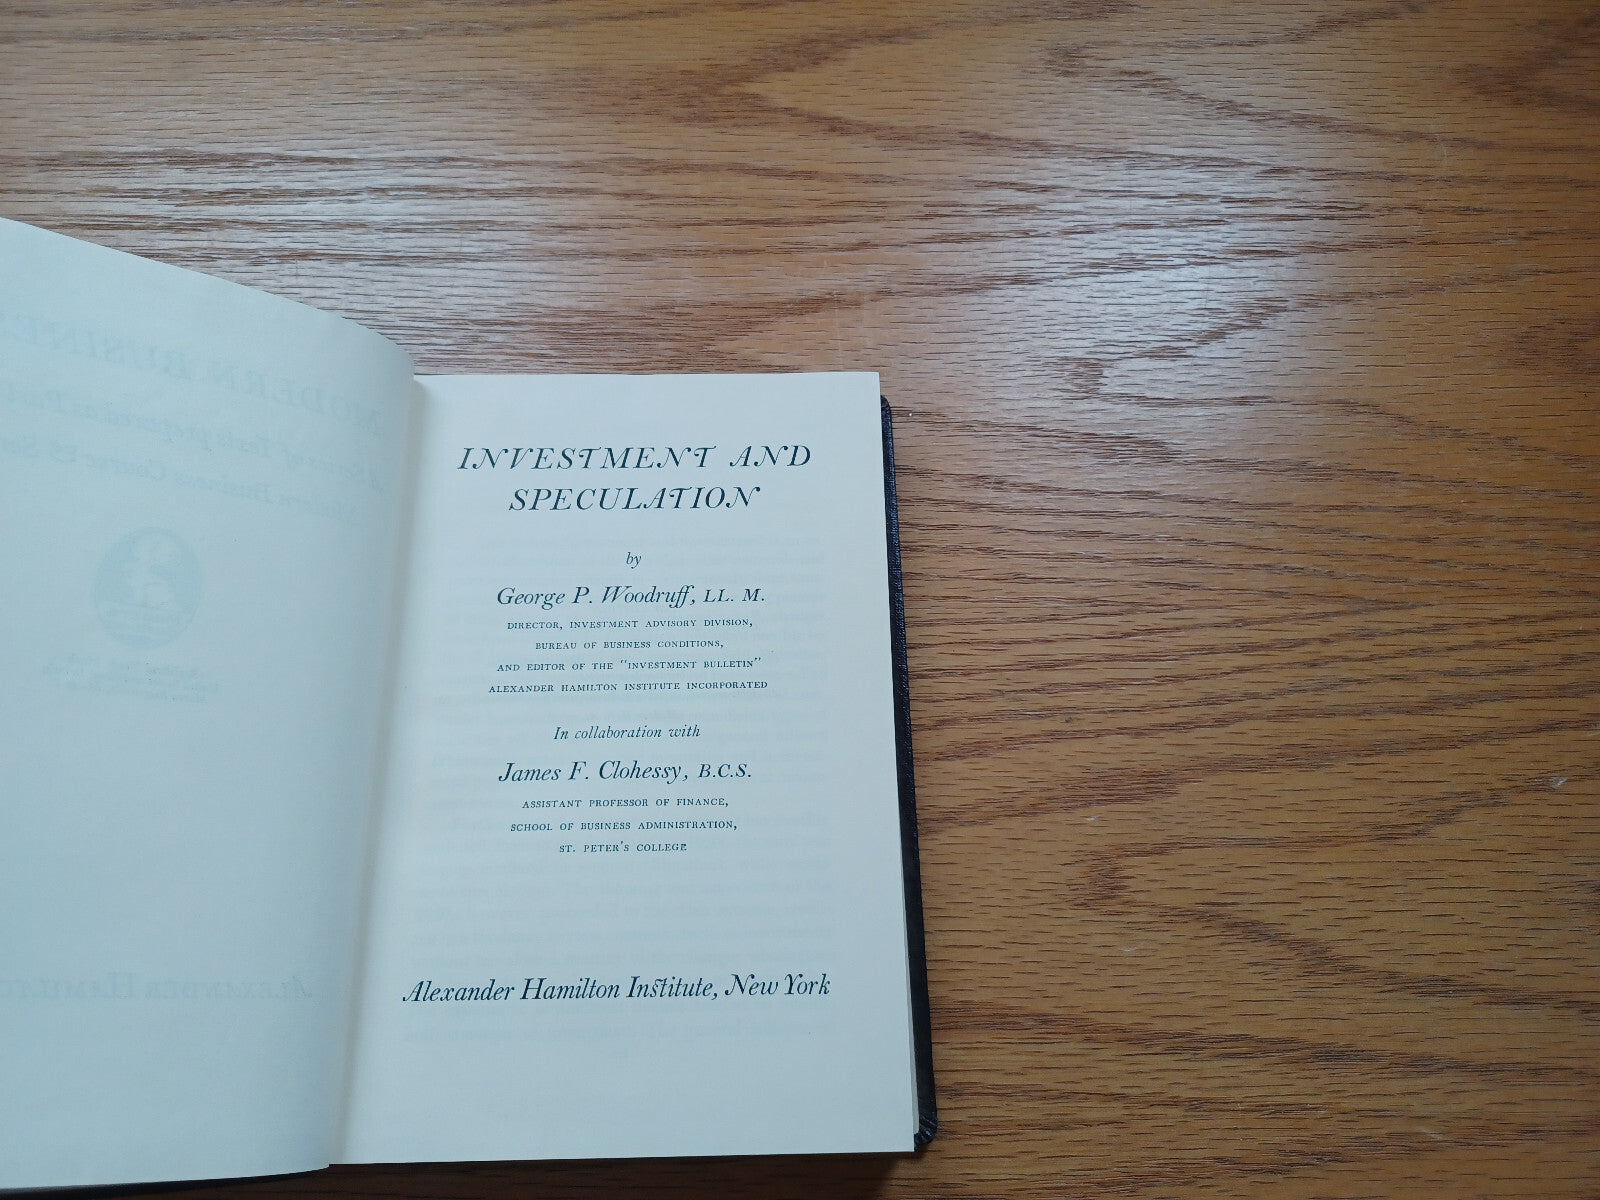 INVESTMENT AND
SPECULATION
by
George P. Woodruff, LL. M.
DIRECTOR, INVESTMENT ADVISORY DIVISION,
BUREAU OF BUSINESS CONDITIONS,
AND EDITOR OF THE "INVESTMENT BULLETIN"
ALEXANDER HAMILTON INSTITUTE INCORPORATED
In collaboration with
James F. Clohessy, B.C.S.
ASSISTANT PROFESSOR OF FINANCE,
SCHOOL OF BUSINESS ADMINISTRATION,
ST. PETER'S COLLEGE
Alexander Hamilton Institute, New York